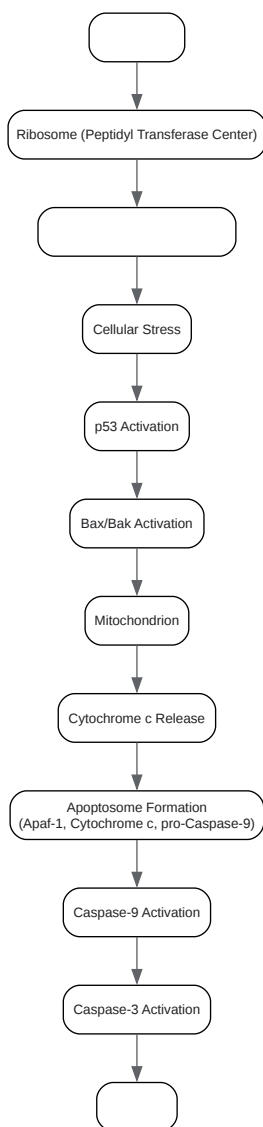 Ribosome (Peptidyl Transferase Center)
Cellular Stress
p53 Activation
Bax/Bak Activation
Mitochondrion
Cytochrome c Release
Apoptosome Formation
(Apaf-1, Cytochrome c, pro-Caspase-9)
Caspase-9 Activation
Caspase-3 Activation